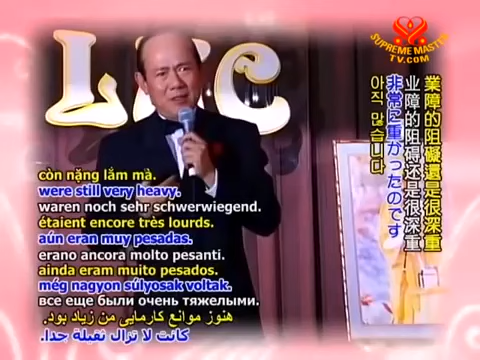 SUPREME MASTER
TV.COM
còn nặng lắm mà.
were still very heavy.
waren noch sehr schwerwiegend.
étaient encore très lourds.
aún eran muy pesadas.
erano ancora molto pesanti.
ainda eram muito pesados.
még nagyon súlyosak voltak.
все еще были очень тяжелыми.
هنوز موانع کارمایی من زیاد بود.
كانت لا تزال ثقيلة جدا.
業障的阻礙還是很深重
业障的阻碍还是很深重
非常に重かったのです
아직 많습니다